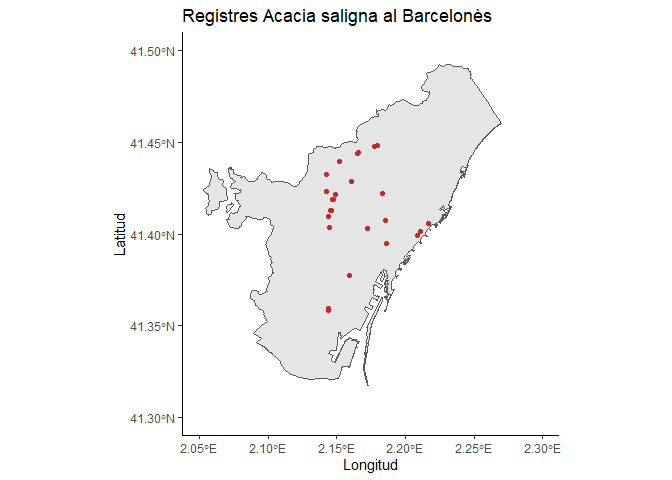 Registres Acacia saligna al Barcelonès
41.50°N
41.45°N
41.40°N
41.35°N
41.30°N
Latitud
2.05°E 2.10°E 2.15°E 2.20°E 2.25°E 2.30°E
Longitud